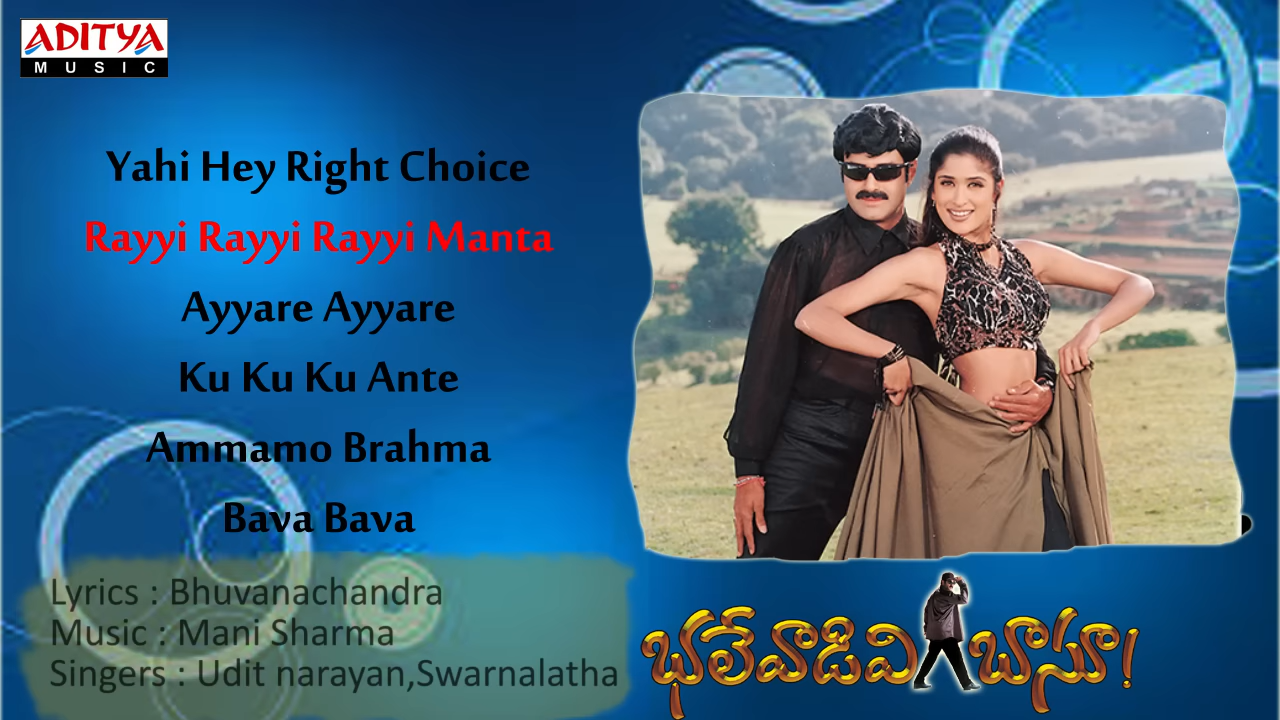 ADITYA
MUSIC
Yahi Hey Right Choice
Rayyi Rayyi Rayyi Manta
Ayyare Ayyare
Ku Ku Ku Ante
Ammamo Brahma
Bava Bava
Lyrics : Bhuvanachandra
Music : Mani Sharma
Singers : Udit narayan,Swarnalatha
భలేవాడివి బాసూ!